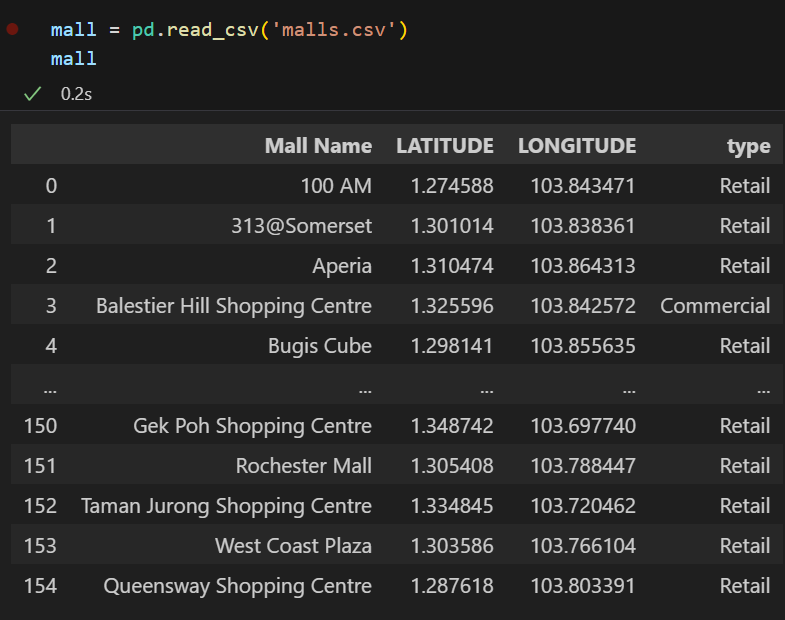 mall = pd.read_csv('malls.csv')
mall
0.2s
Mall Name LATITUDE LONGITUDE type
0 100 AM 1.274588 103.843471 Retail
1 313@Somerset 1.301014 103.838361 Retail
2 Aperia 1.310474 103.864313 Retail
3 Balestier Hill Shopping Centre 1.325596 103.842572 Commercial
4 Bugis Cube 1.298141 103.855635 Retail
... ... ... ... ...
150 Gek Poh Shopping Centre 1.348742 103.697740 Retail
151 Rochester Mall 1.305408 103.788447 Retail
152 Taman Jurong Shopping Centre 1.334845 103.720462 Retail
153 West Coast Plaza 1.303586 103.766104 Retail
154 Queensway Shopping Centre 1.287618 103.803391 Retail